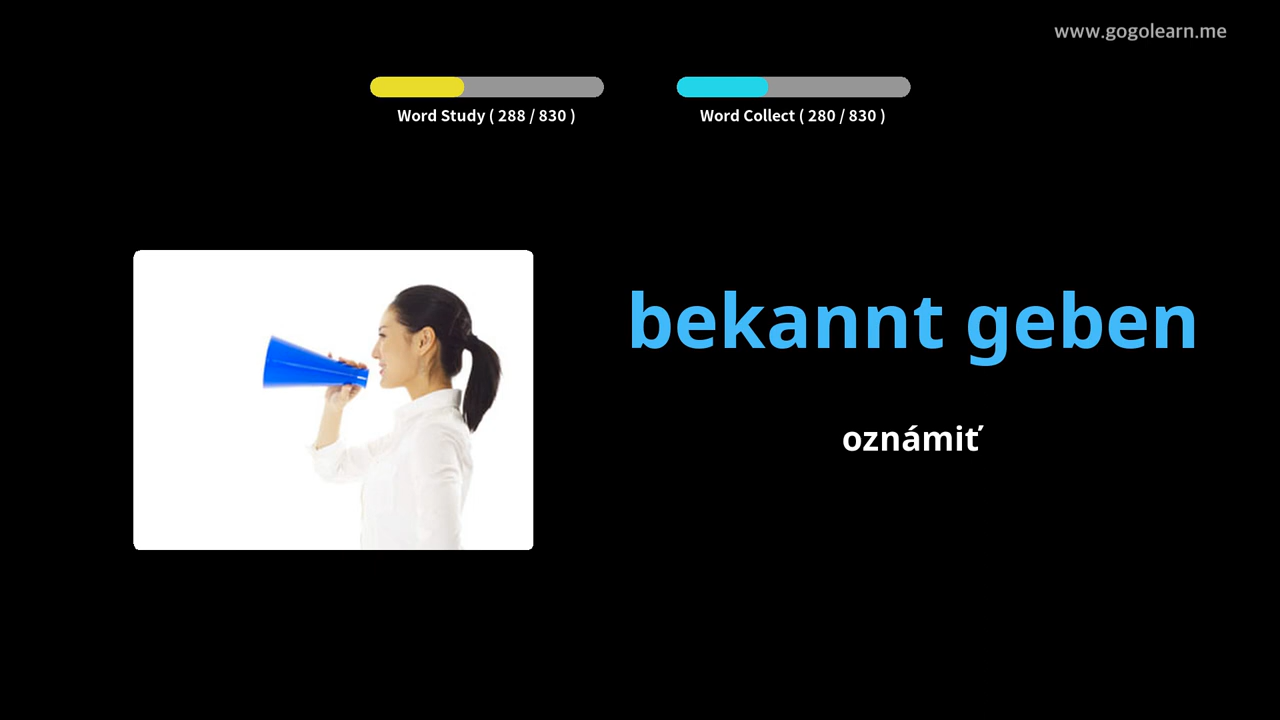 www.gogolearn.me
Word Study ( 288 / 830 )
Word Collect ( 280 / 830 )
bekannt geben
oznámiť